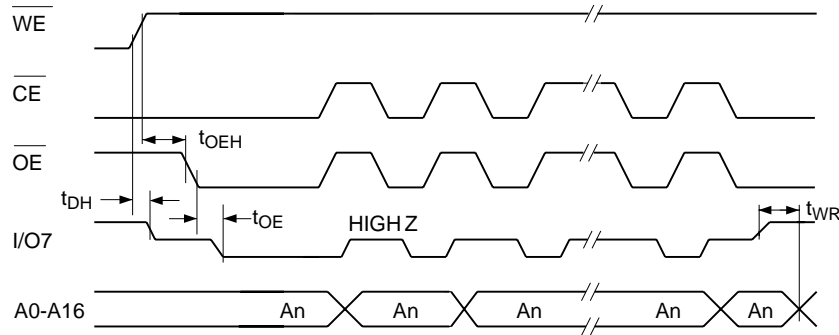 WE
CE
OE
tOEH
tDH
tOE
tWR
I/O7
HIGH Z
A0-A16
An
An
An
An
An